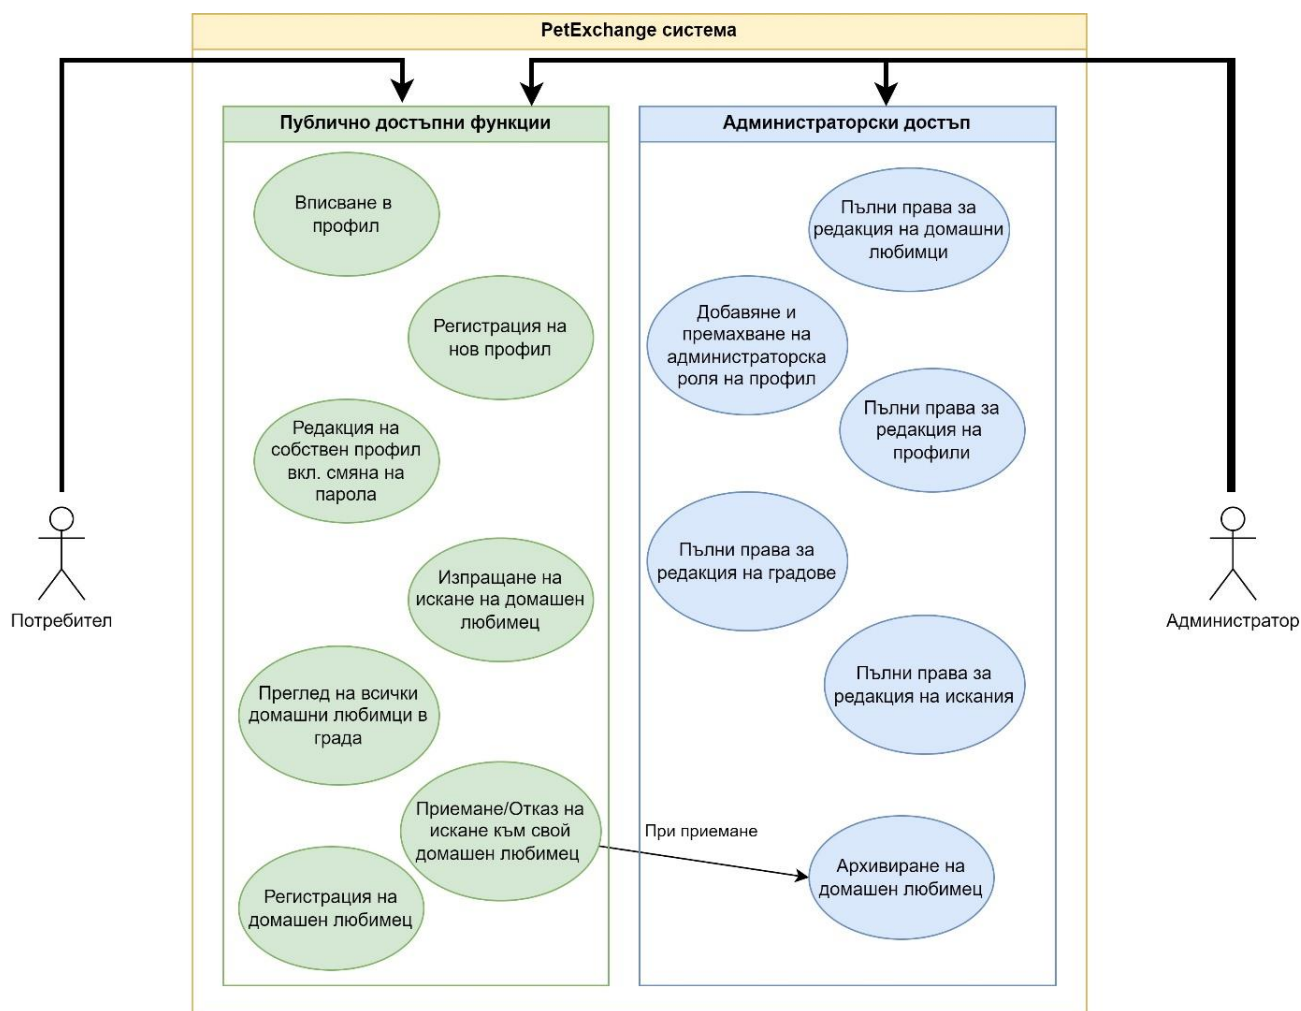 PetExchange система
Публично достъпни функции
Вписване в
профил
Регистрация на
нов профил
Редакция на
собствен профил
вкл. смяна на
парола
Изпращане на
искане на домашен
любимец
Преглед на всички
домашни любимци в
града
Приемане/Отказ на
искане към свой
домашен любимец
Регистрация на
домашен любимец
При приемане
Администраторски достъп
Пълни права за
редакция на домашни
любимци
Добавяне и
премахване на
администраторска
роля на профил
Пълни права за
редакция на
профили
Пълни права за
редакция на градове
Пълни права за
редакция на искания
Архивиране на
домашен любимец
Потребител
Администратор